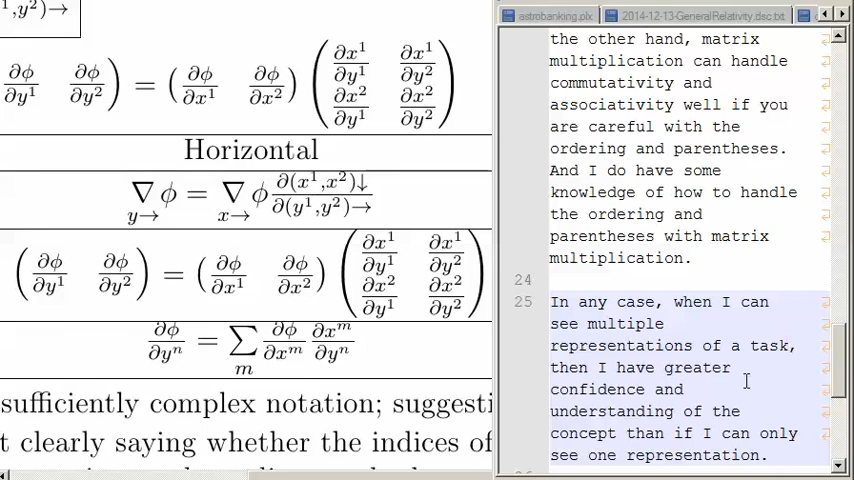 ,y²)→
(∂φ/∂y¹ ∂φ/∂y²) = (∂φ/∂x¹ ∂φ/∂x²) (∂x¹/∂y¹ ∂x¹/∂y² ; ∂x²/∂y¹ ∂x²/∂y²)
Horizontal
∇_{y→} φ = ∇_{x→} φ ∂(x¹,x²)↓/∂(y¹,y²)→
(∂φ/∂y¹ ∂φ/∂y²) = (∂φ/∂x¹ ∂φ/∂x²) (∂x¹/∂y¹ ∂x¹/∂y² ; ∂x²/∂y¹ ∂x²/∂y²)
∂φ/∂yⁿ = ∑_m ∂φ/∂x^m ∂x^m/∂yⁿ
sufficiently complex notation; suggesti
t clearly saying whether the indices of
astrobanking.plx 2014-12-13-GeneralRelativity.dsc.txt
the other hand, matrix
multiplication can handle
commutativity and
associativity well if you
are careful with the
ordering and parentheses.
And I do have some
knowledge of how to handle
the ordering and
parentheses with matrix
multiplication.
24
25 In any case, when I can
see multiple
representations of a task,
then I have greater
confidence and
understanding of the
concept than if I can only
see one representation.